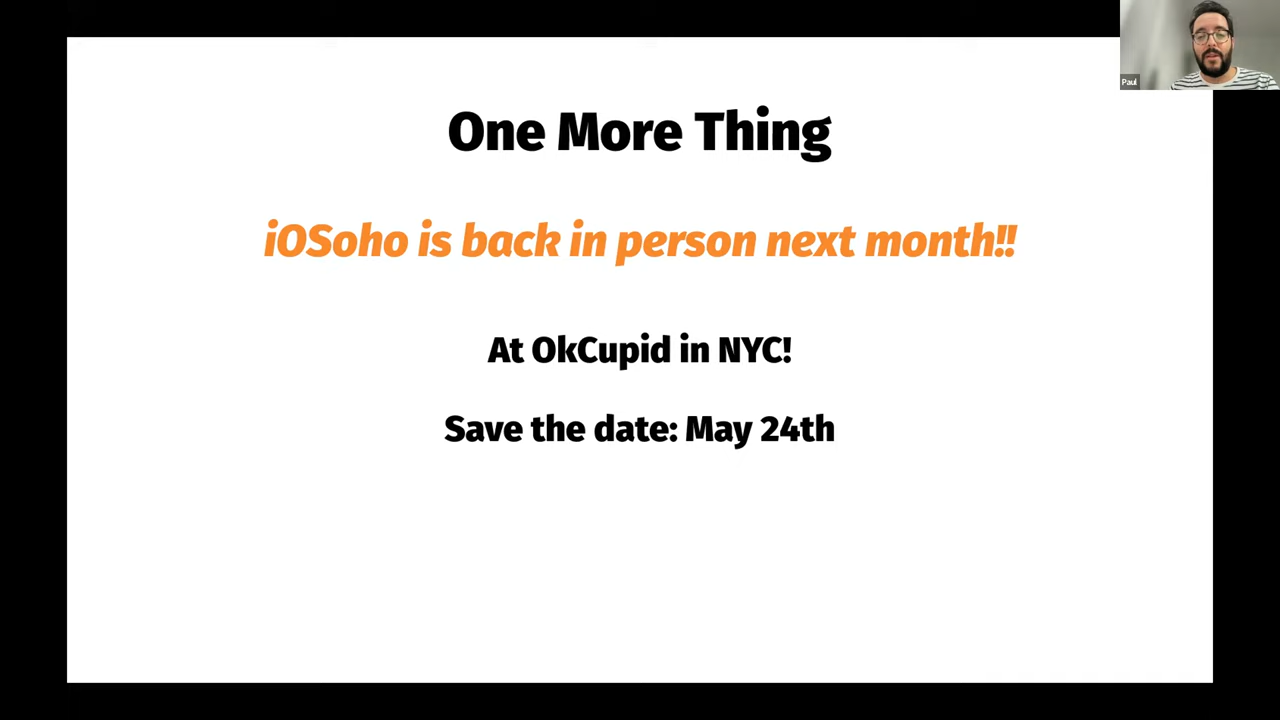 Paul
One More Thing
iOSoho is back in person next month!!
At OkCupid in NYC!
Save the date: May 24th